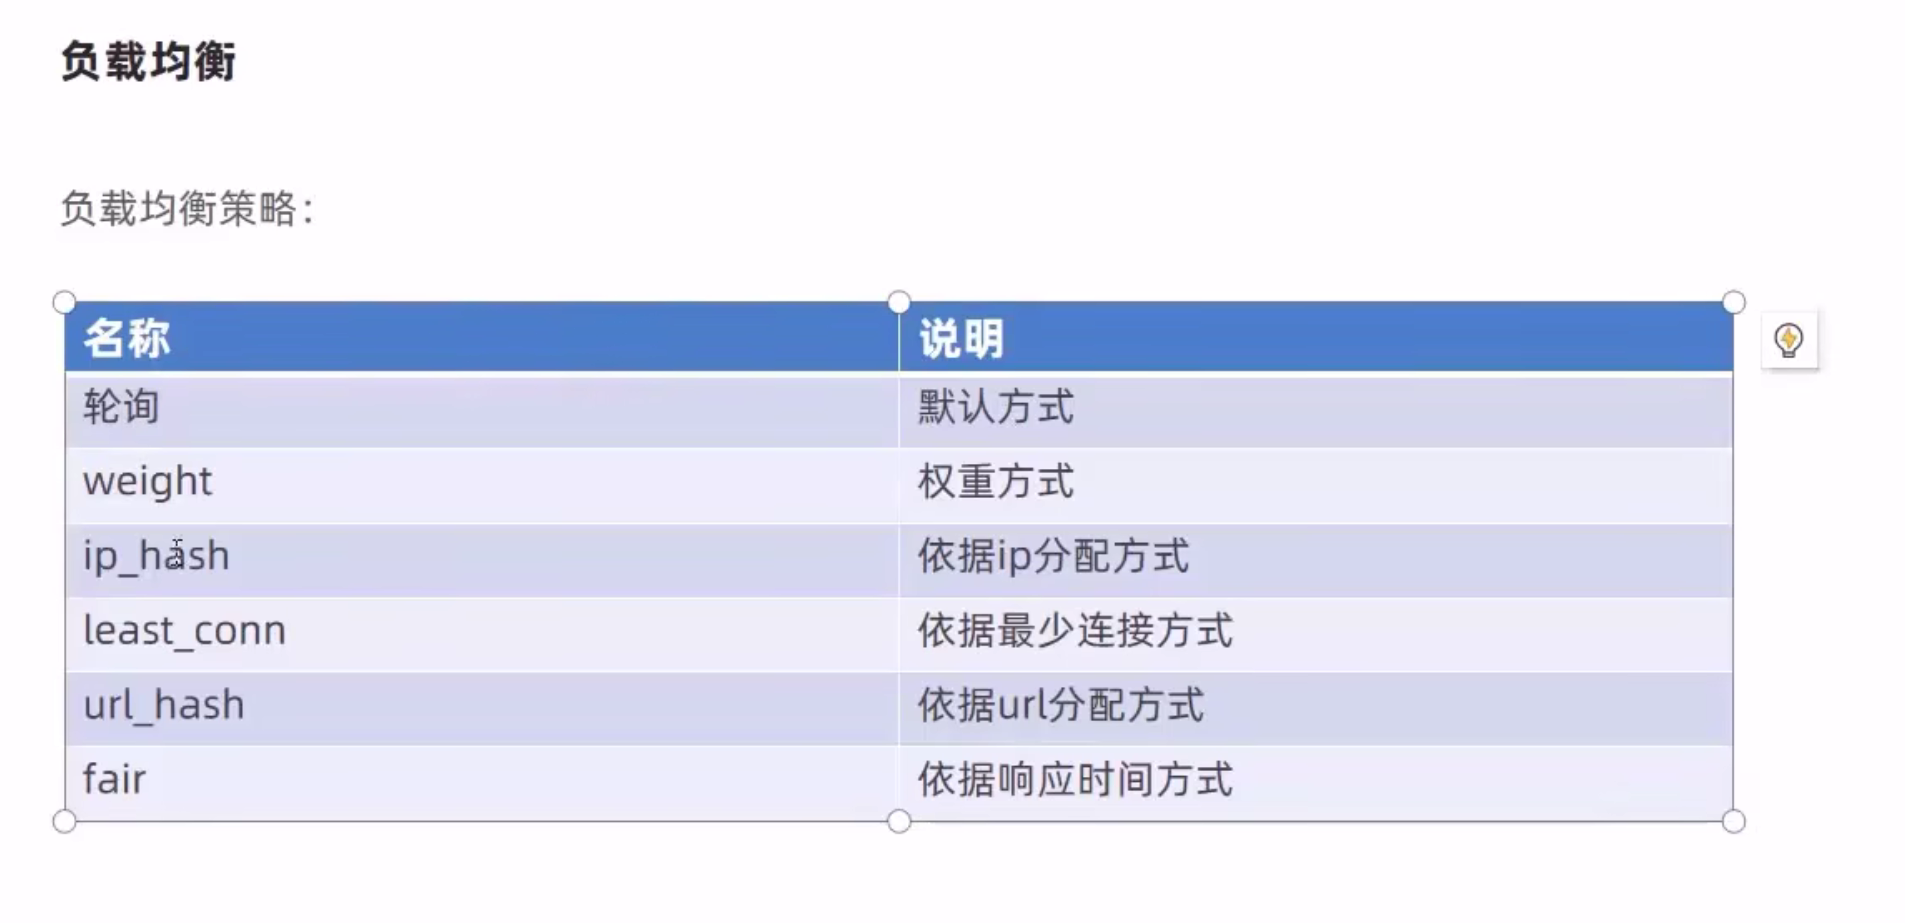 负载均衡
负载均衡策略：
名称 说明
轮询 默认方式
weight 权重方式
ip_hash 依据ip分配方式
least_conn 依据最少连接方式
url_hash 依据url分配方式
fair 依据响应时间方式